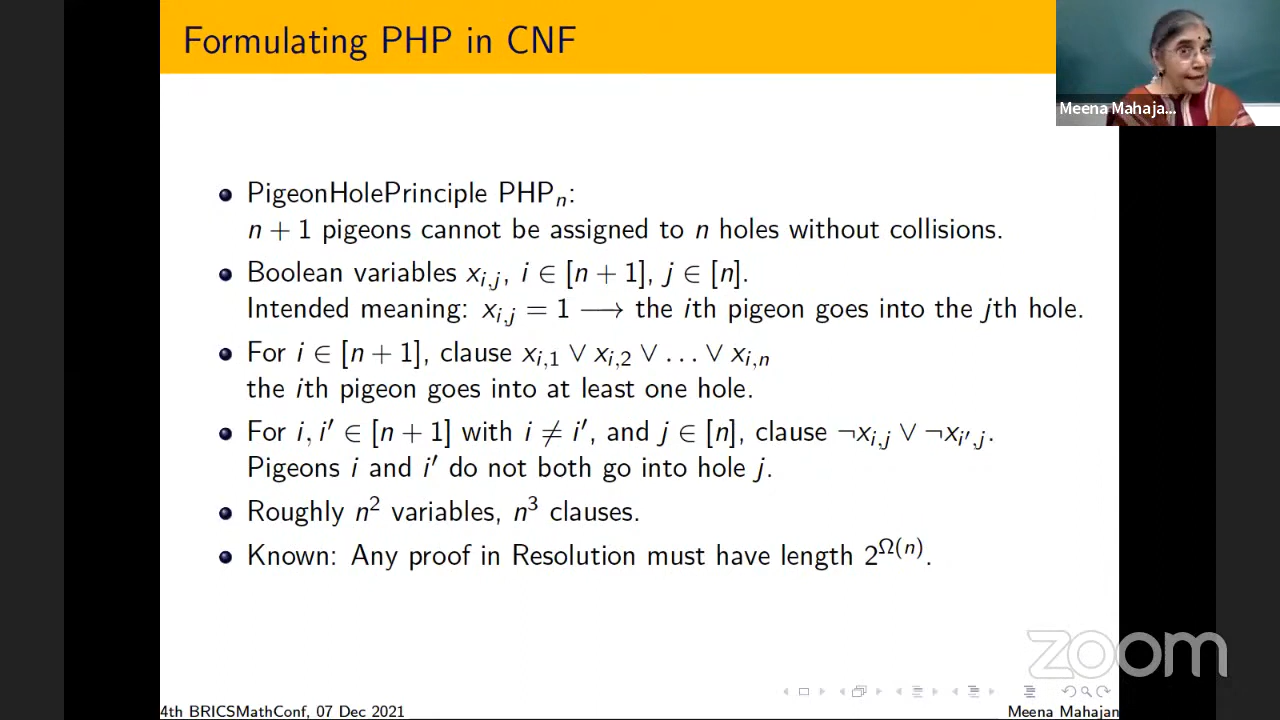 Formulating PHP in CNF
Meena Mahaja...
PigeonHolePrinciple PHPₙ:
n + 1 pigeons cannot be assigned to n holes without collisions.
Boolean variables xᵢ,ⱼ, i ∈ [n + 1], j ∈ [n].
Intended meaning: xᵢ,ⱼ = 1 ⟶ the ith pigeon goes into the jth hole.
For i ∈ [n + 1], clause xᵢ,₁ ∨ xᵢ,₂ ∨ . . . ∨ xᵢ,ₙ
the ith pigeon goes into at least one hole.
For i, i′ ∈ [n + 1] with i ≠ i′, and j ∈ [n], clause ¬xᵢ,ⱼ ∨ ¬xᵢ′,ⱼ.
Pigeons i and i′ do not both go into hole j.
Roughly n² variables, n³ clauses.
Known: Any proof in Resolution must have length 2^Ω(n).
zoom
4th BRICSMathConf, 07 Dec 2021
Meena Mahajan